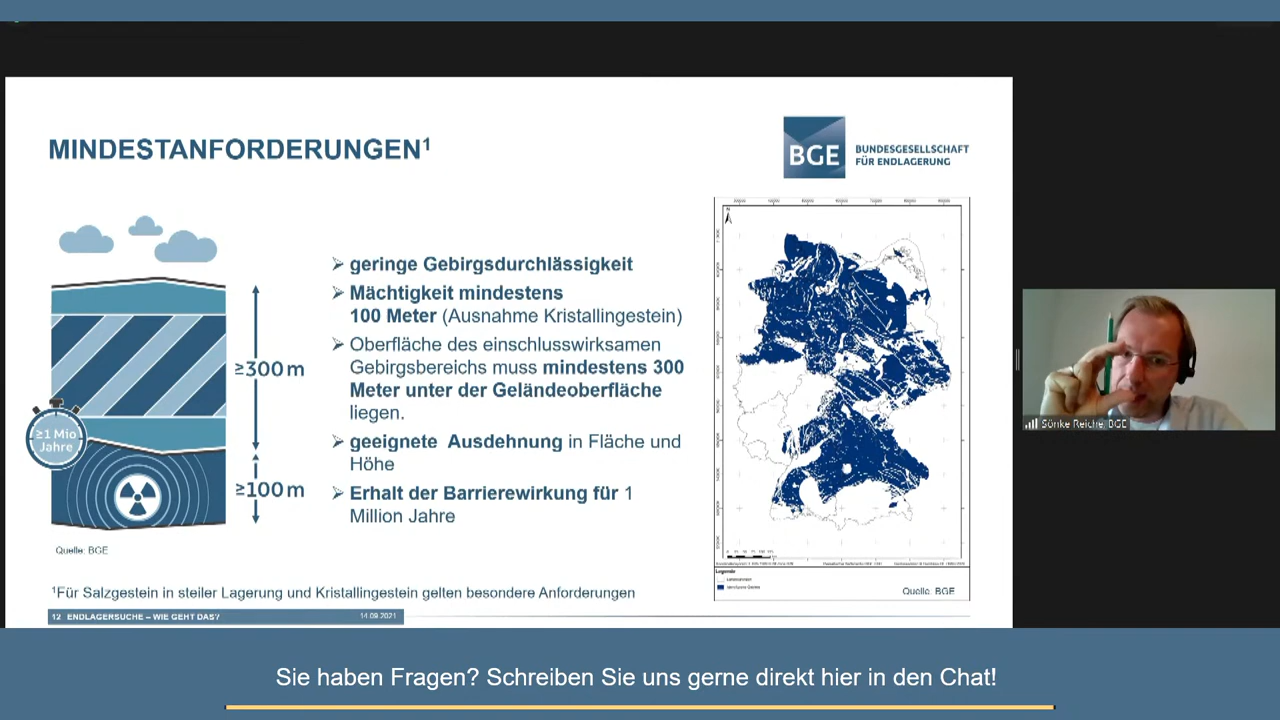 MINDESTANFORDERUNGEN¹
BGE
BUNDESGESELLSCHAFT
FÜR ENDLAGERUNG
≥300 m
≥1 Mio
Jahre
≥100 m
Quelle: BGE
➢ geringe Gebirgsdurchlässigkeit
➢ Mächtigkeit mindestens
100 Meter (Ausnahme Kristallingestein)
➢ Oberfläche des einschlusswirksamen
Gebirgsbereichs muss mindestens 300
Meter unter der Geländeoberfläche
liegen.
➢ geeignete Ausdehnung in Fläche und
Höhe
➢ Erhalt der Barrierewirkung für 1
Million Jahre
N
Legende
Quelle: BGE
¹Für Salzgestein in steiler Lagerung und Kristallingestein gelten besondere Anforderungen
12 ENDLAGERSUCHE – WIE GEHT DAS? 14.09.2021
Sönke Reiche, BGE
Sie haben Fragen? Schreiben Sie uns gerne direkt hier in den Chat!